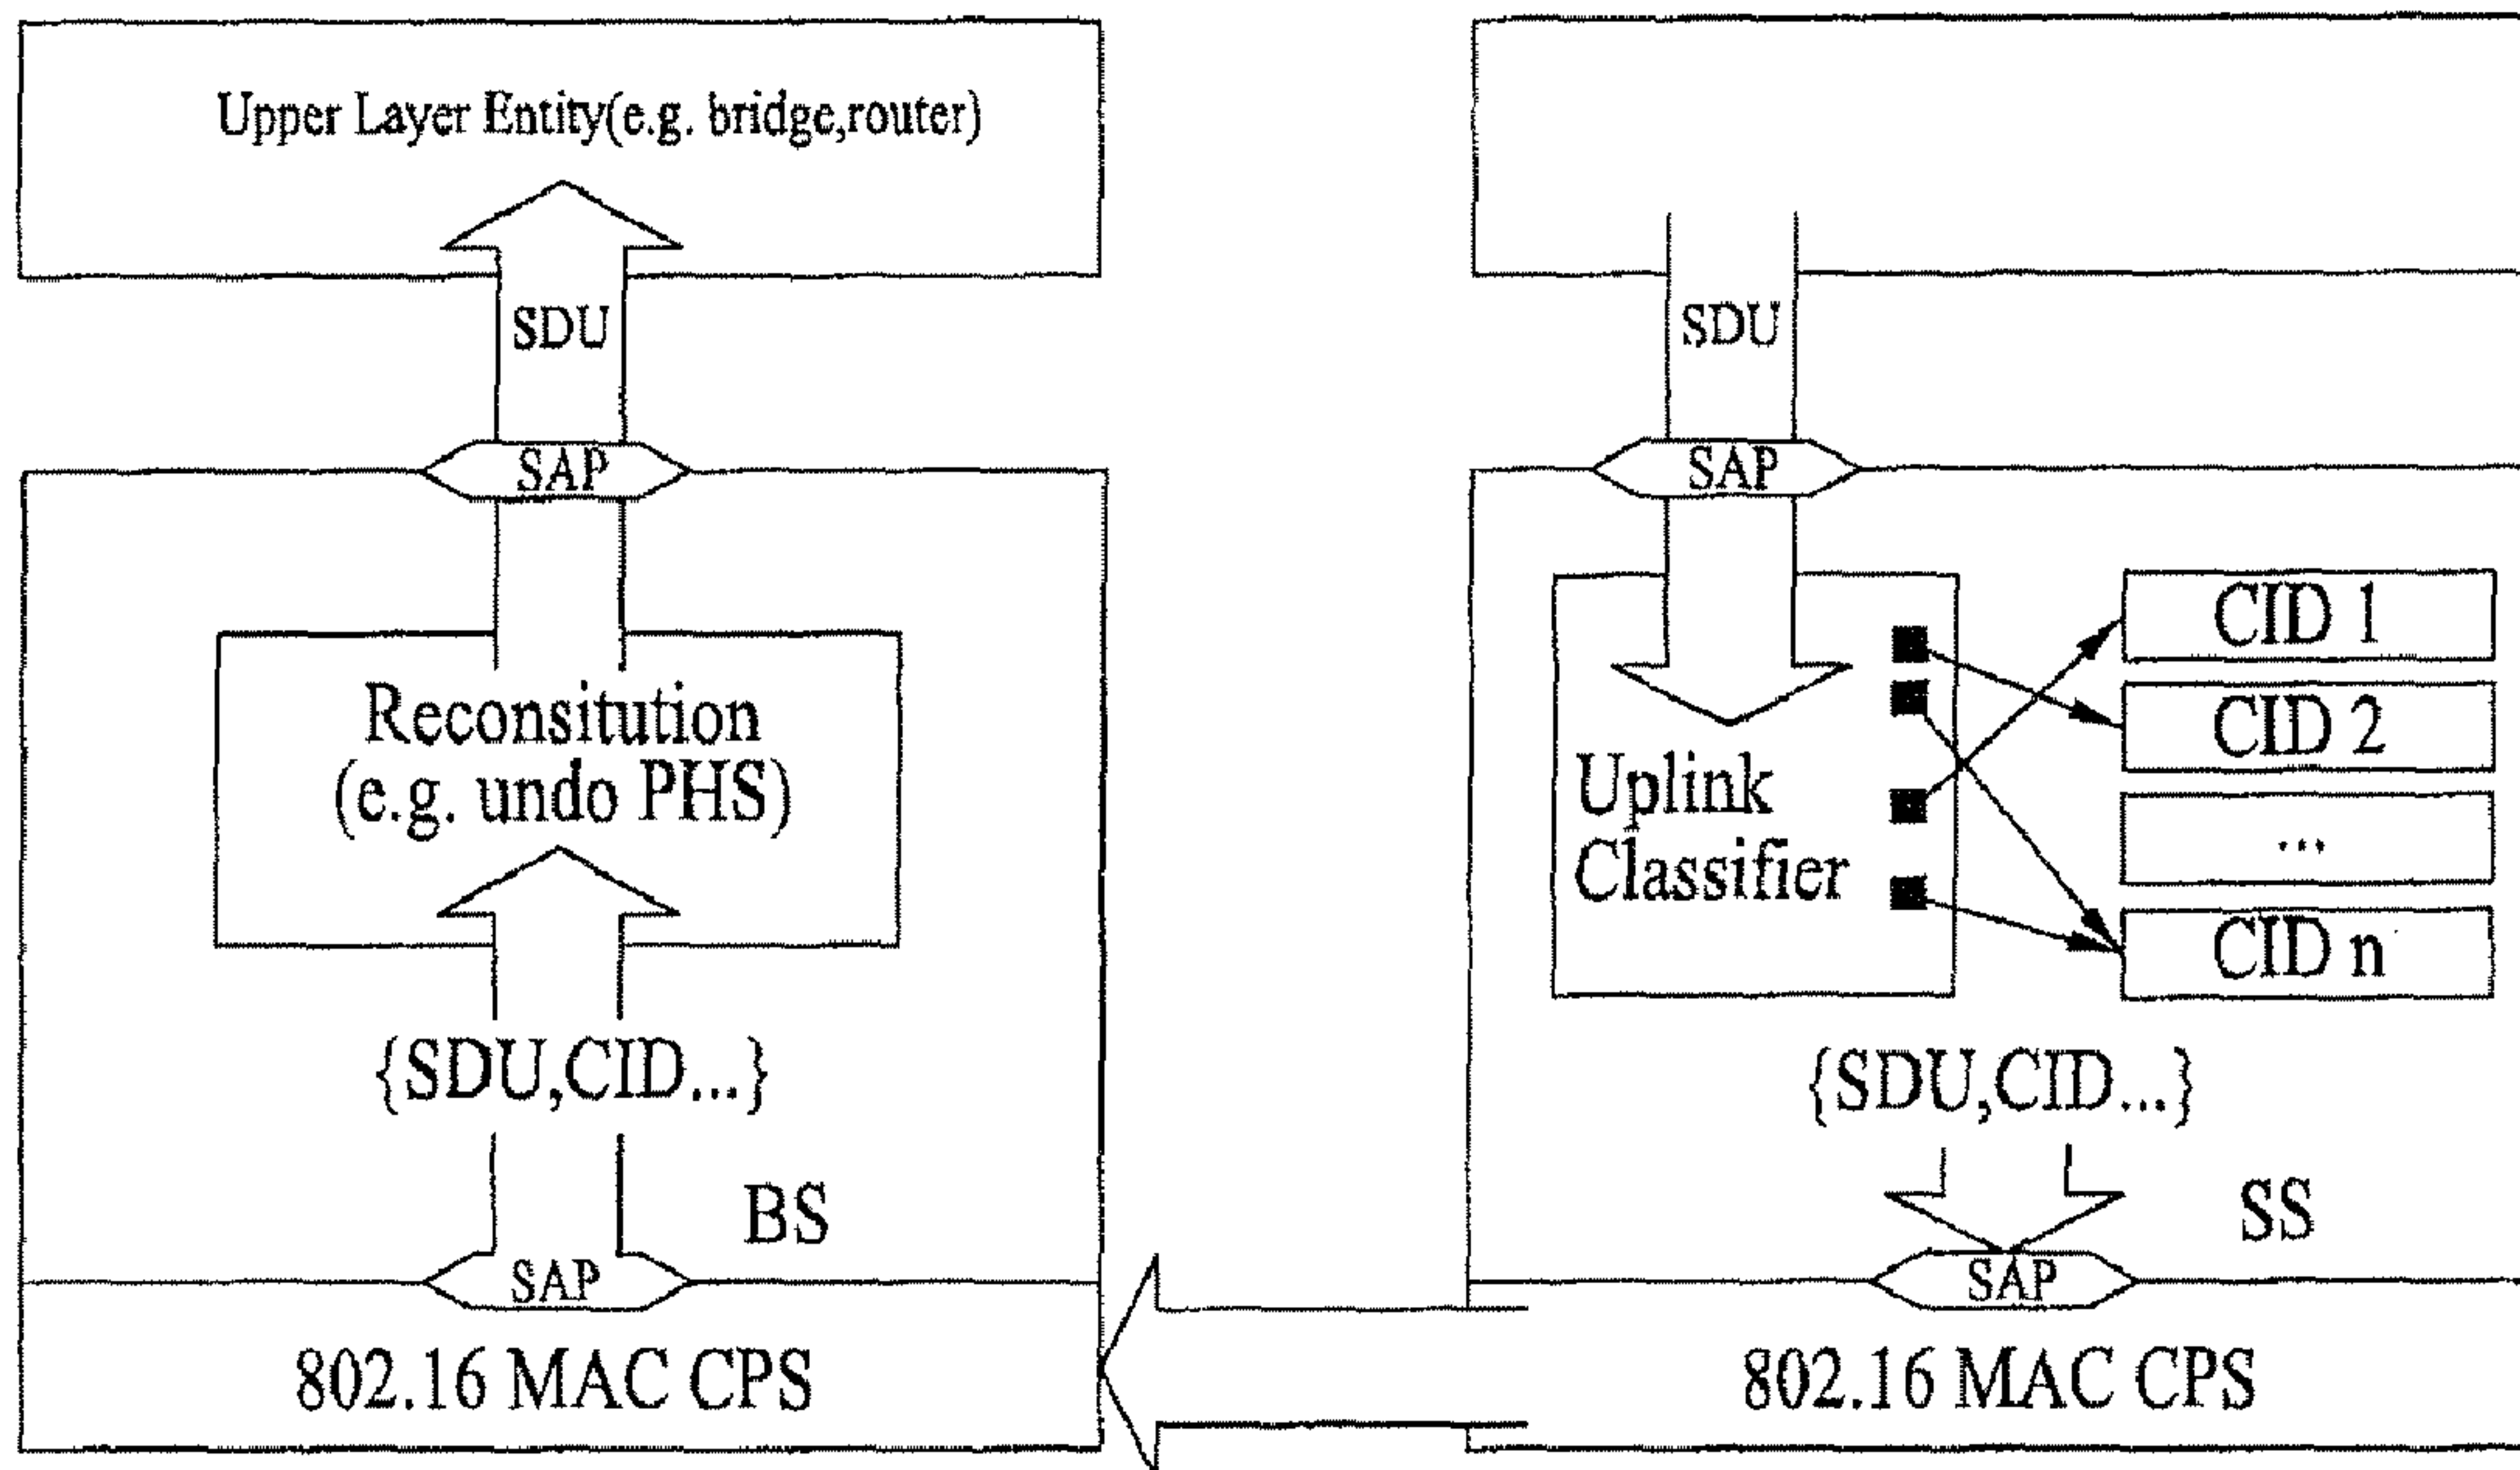 Upper Layer Entity(e.g. bridge,router)
SDU
SAP
Reconsitution
(e.g. undo PHS)
{SDU,CID...}
BS
SAP
802.16 MAC CPS
SDU
SAP
Uplink
Classifier
CID 1
CID 2
...
CID n
{SDU,CID...}
SS
SAP
802.16 MAC CPS